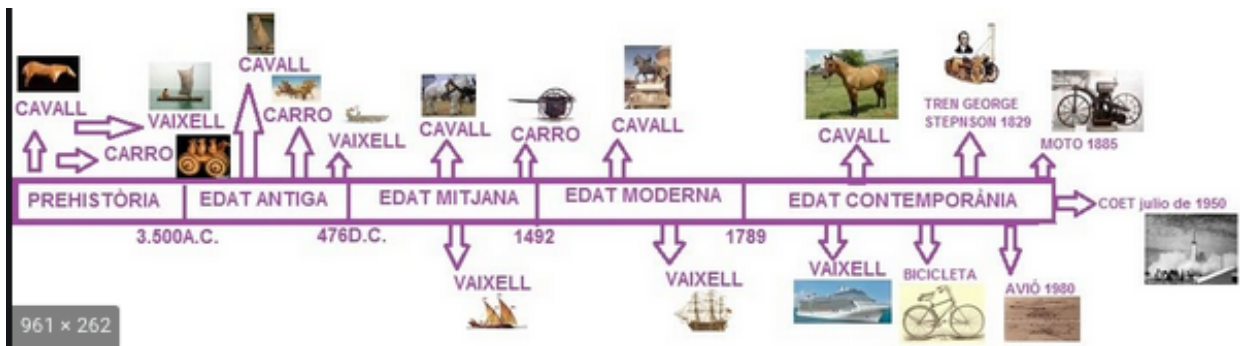 CAVALL
VAIXELL
CARRO
CAVALL
CARRO
VAIXELL
CAVALL
CARRO
CAVALL
CAVALL
TREN GEORGE
STEPNSON 1829
MOTO 1885
PREHISTÒRIA
EDAT ANTIGA
EDAT MITJANA
EDAT MODERNA
EDAT CONTEMPORÀNIA
COET julio de 1950
3.500A.C.
476D.C.
1492
1789
VAIXELL
VAIXELL
VAIXELL
BICICLETA
AVIÓ 1980
961 × 262